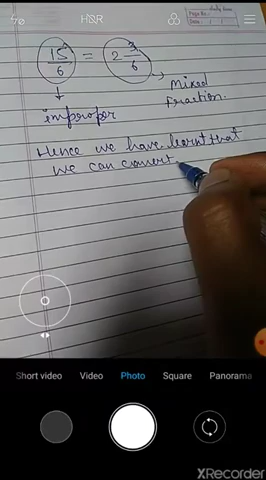 HDR
15/6 = 2 3/6
improper
Mixed
Fraction.
Hence we have learnt that
we can convert
Short video Video Photo Square Panorama
XRecorder